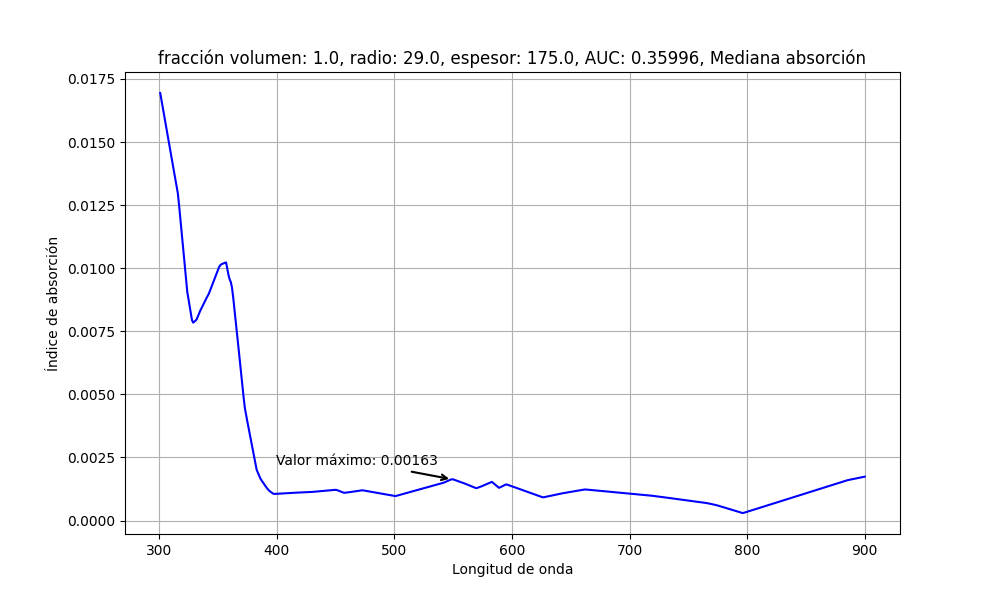 fracción volumen: 1.0, radio: 29.0, espesor: 175.0, AUC: 0.35996, Mediana absorción
0.0175
0.0150
0.0125
0.0100
0.0075
0.0050
0.0025
0.0000
Índice de absorción
Valor máximo: 0.00163
300 400 500 600 700 800 900
Longitud de onda